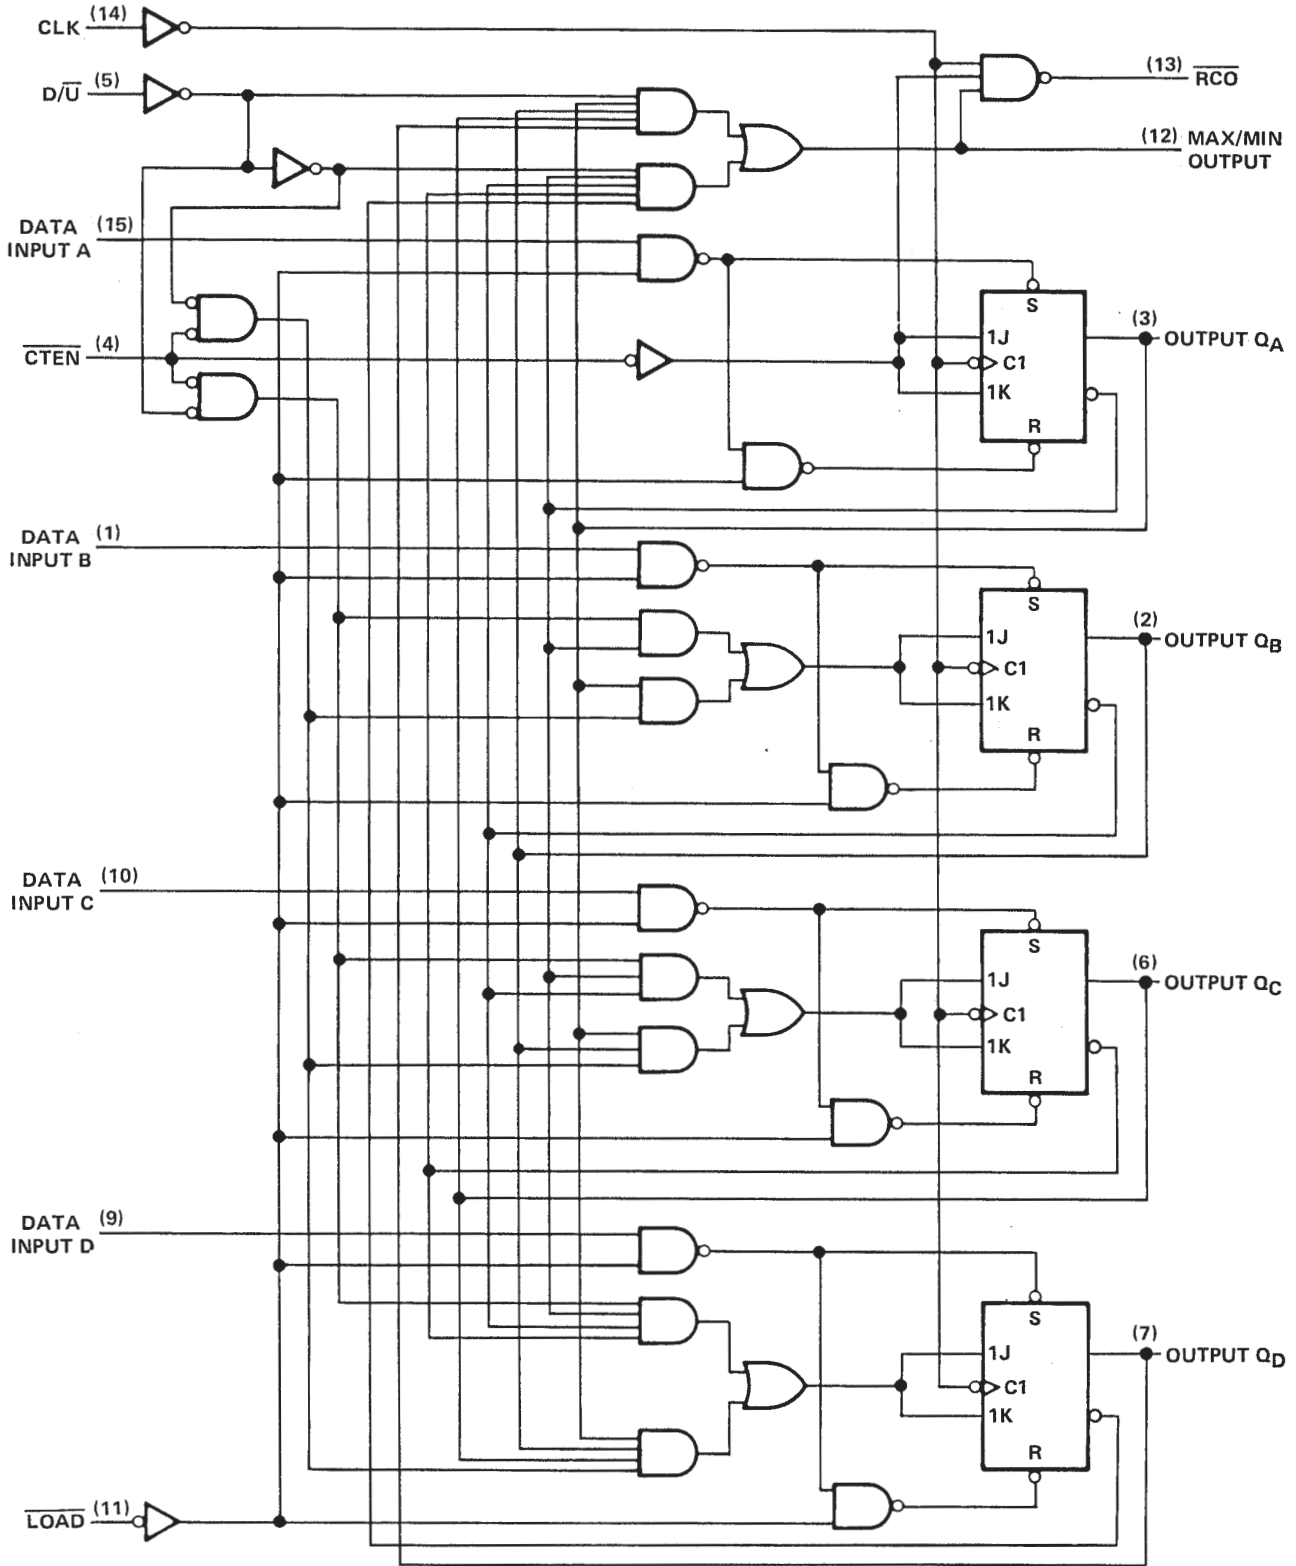 CLK (14)
(13) RCO
D/U (5)
(12) MAX/MIN
OUTPUT
DATA (15)
INPUT A
S
(3)
1J
OUTPUT QA
CTEN (4)
C1
1K
R
DATA (1)
INPUT B
S
(2)
1J
OUTPUT QB
C1
1K
R
DATA (10)
INPUT C
S
(6)
1J
OUTPUT QC
C1
1K
R
DATA (9)
INPUT D
S
(7)
1J
OUTPUT QD
C1
1K
R
LOAD (11)